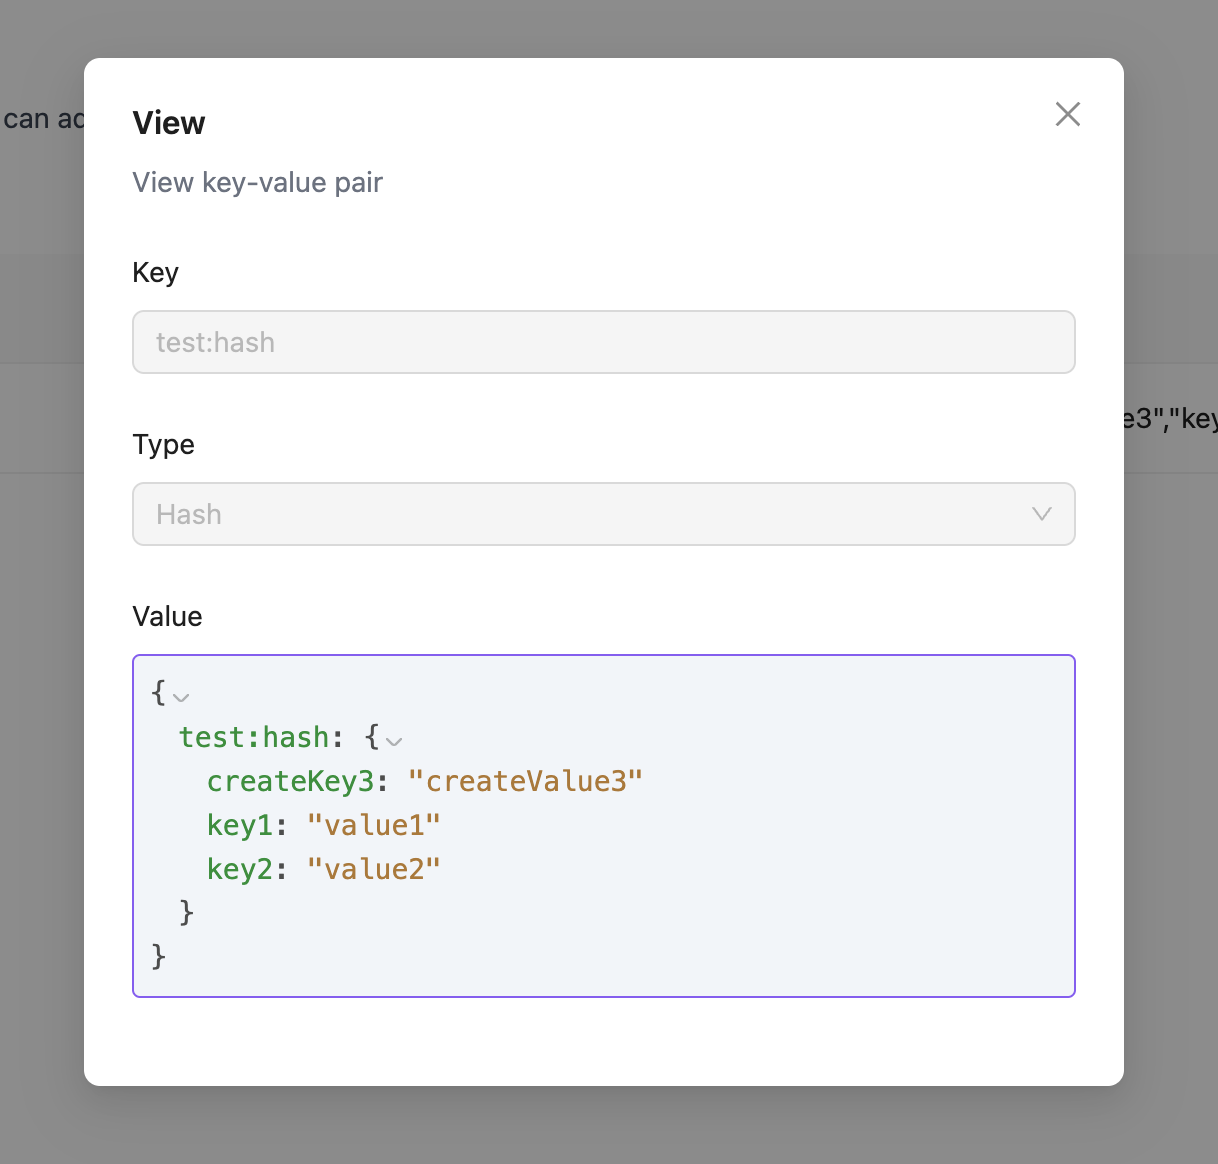 View
can
View key-value pair
Key
test:hash
Type
Hash
e3","key
Value
{
test:hash: {
createKey3: "createValue3"
key1: "value1"
key2: "value2"
}
}